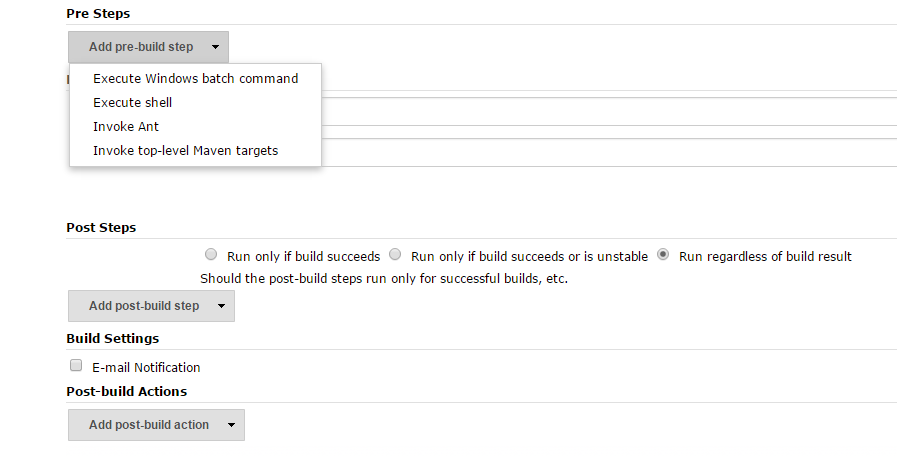 Pre Steps
Add pre-build step
Execute Windows batch command
Execute shell
Invoke Ant
Invoke top-level Maven targets
Post Steps
Run only if build succeeds Run only if build succeeds or is unstable Run regardless of build result
Should the post-build steps run only for successful builds, etc.
Add post-build step
Build Settings
E-mail Notification
Post-build Actions
Add post-build action